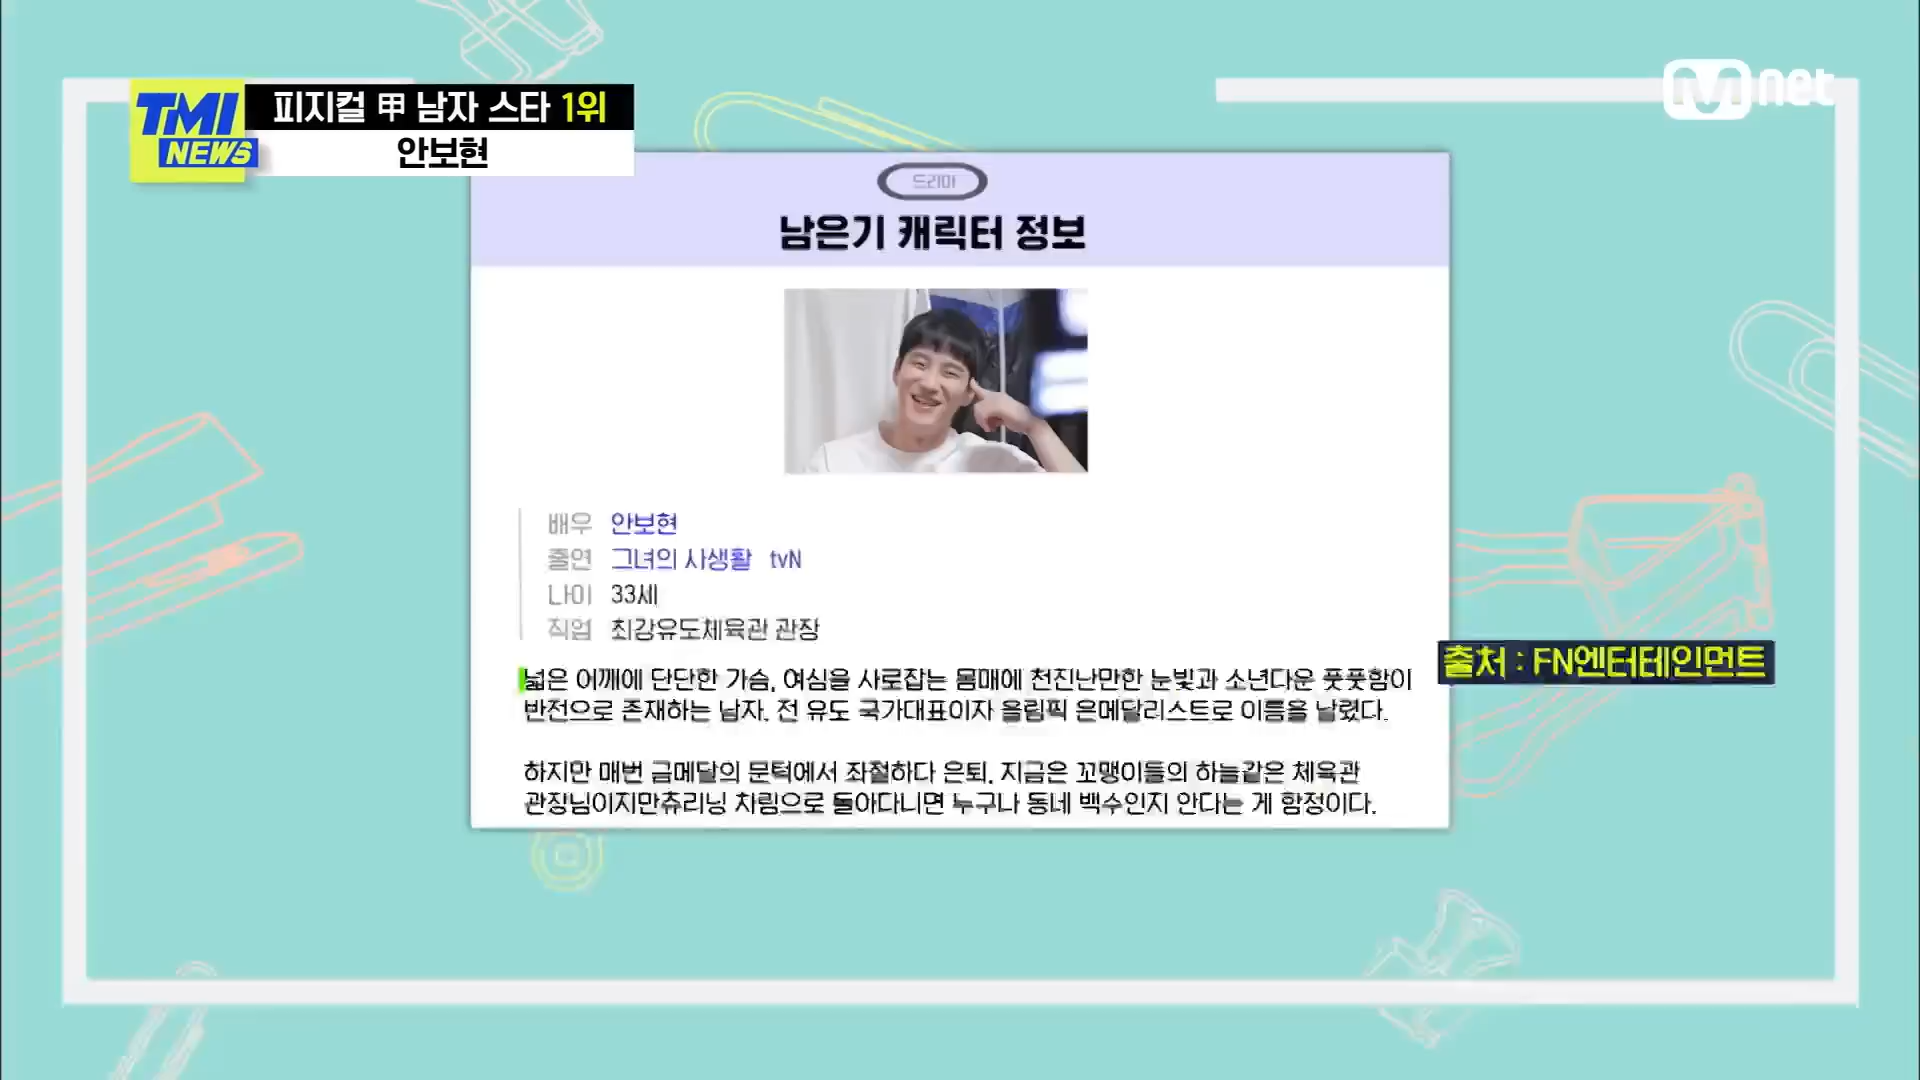 TMI
NEWS
피지컬 甲 남자 스타 1위
안보현
Mnet
드라마
남은기 캐릭터 정보
배우 안보현
출연 그녀의 사생활 tvN
나이 33세
직업 최강유도체육관 관장
넓은 어깨에 단단한 가슴, 여심을 사로잡는 몸매에 천진난만한 눈빛과 소년다운 풋풋함이
반전으로 존재하는 남자. 전 유도 국가대표이자 올림픽 은메달리스트로 이름을 날렸다.
하지만 매번 금메달의 문턱에서 좌절하다 은퇴. 지금은 꼬맹이들의 하늘같은 체육관
관장님이지만츄리닝 차림으로 돌아다니면 누구나 동네 백수인지 안다는 게 함정이다.
출처 : FN엔터테인먼트